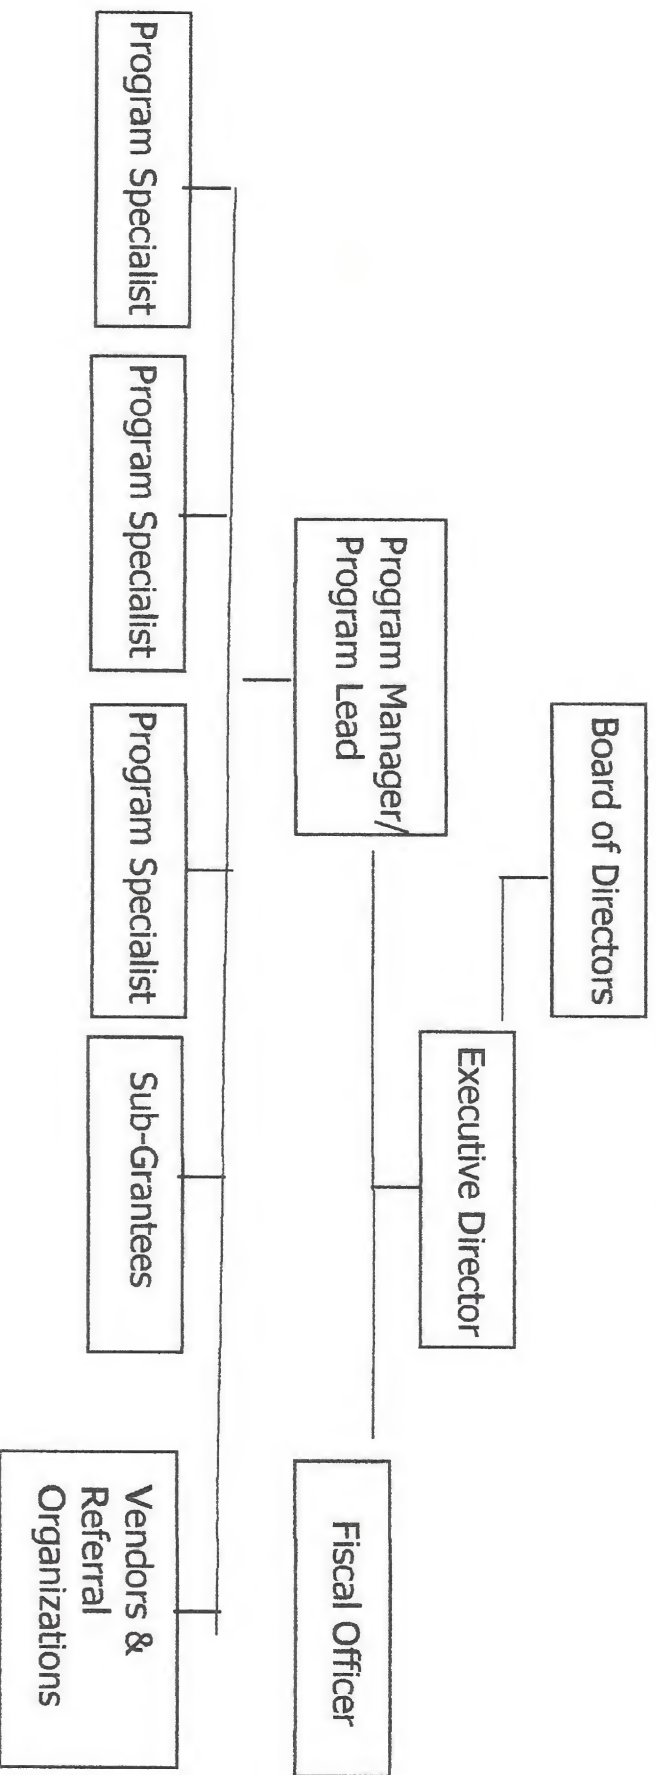 Board of Directors
Executive Director
Program Manager/
Program Lead
Fiscal Officer
Program Specialist
Program Specialist
Program Specialist
Sub-Grantees
Vendors &
Referral
Organizations